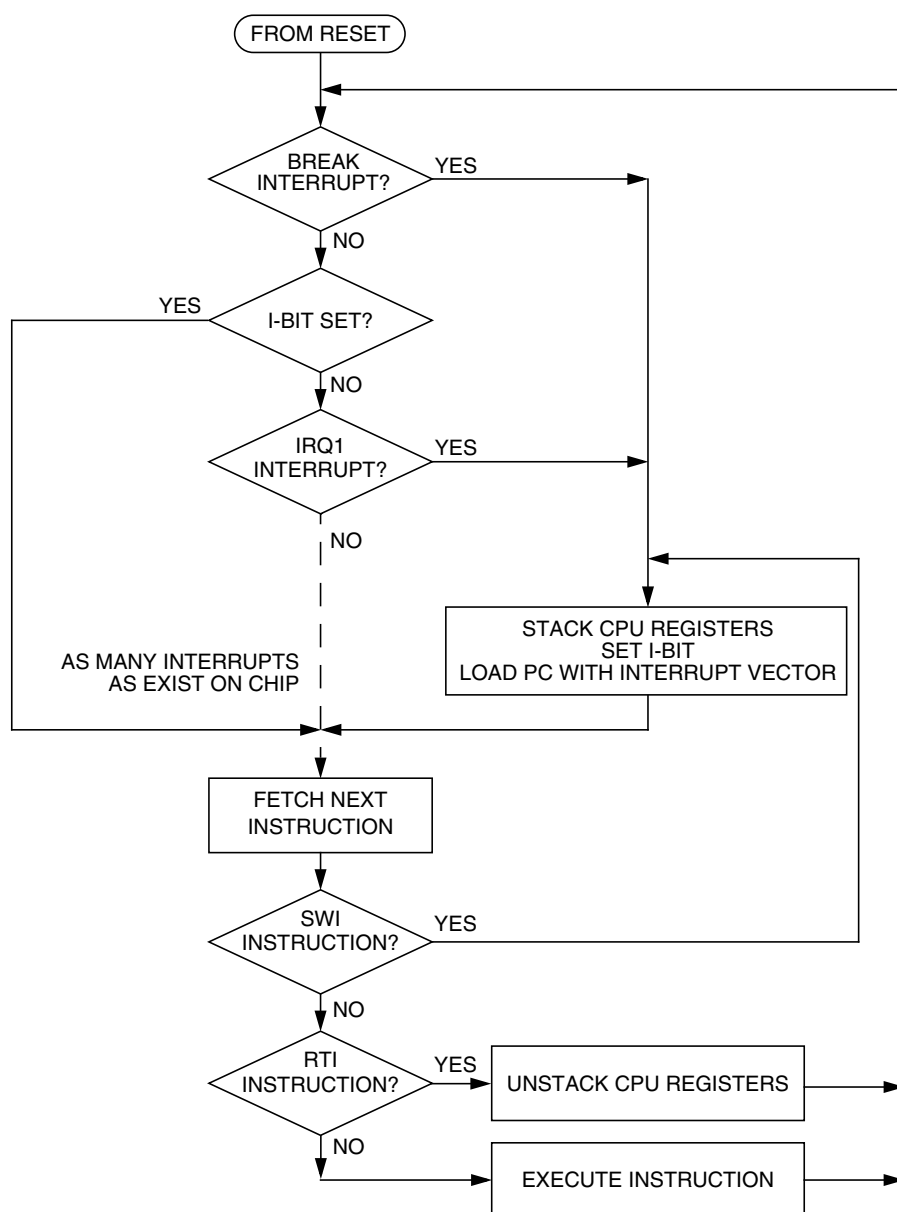 FROM RESET
BREAK
INTERRUPT?
YES
NO
YES
I-BIT SET?
NO
IRQ1
INTERRUPT?
YES
NO
STACK CPU REGISTERS
SET I-BIT
LOAD PC WITH INTERRUPT VECTOR
AS MANY INTERRUPTS
AS EXIST ON CHIP
FETCH NEXT
INSTRUCTION
SWI
INSTRUCTION?
YES
NO
RTI
INSTRUCTION?
YES
UNSTACK CPU REGISTERS
NO
EXECUTE INSTRUCTION